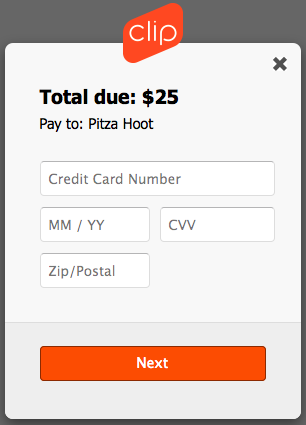 clip
Total due: $25
Pay to: Pitza Hoot
Credit Card Number
MM / YY CVV
Zip/Postal
Next